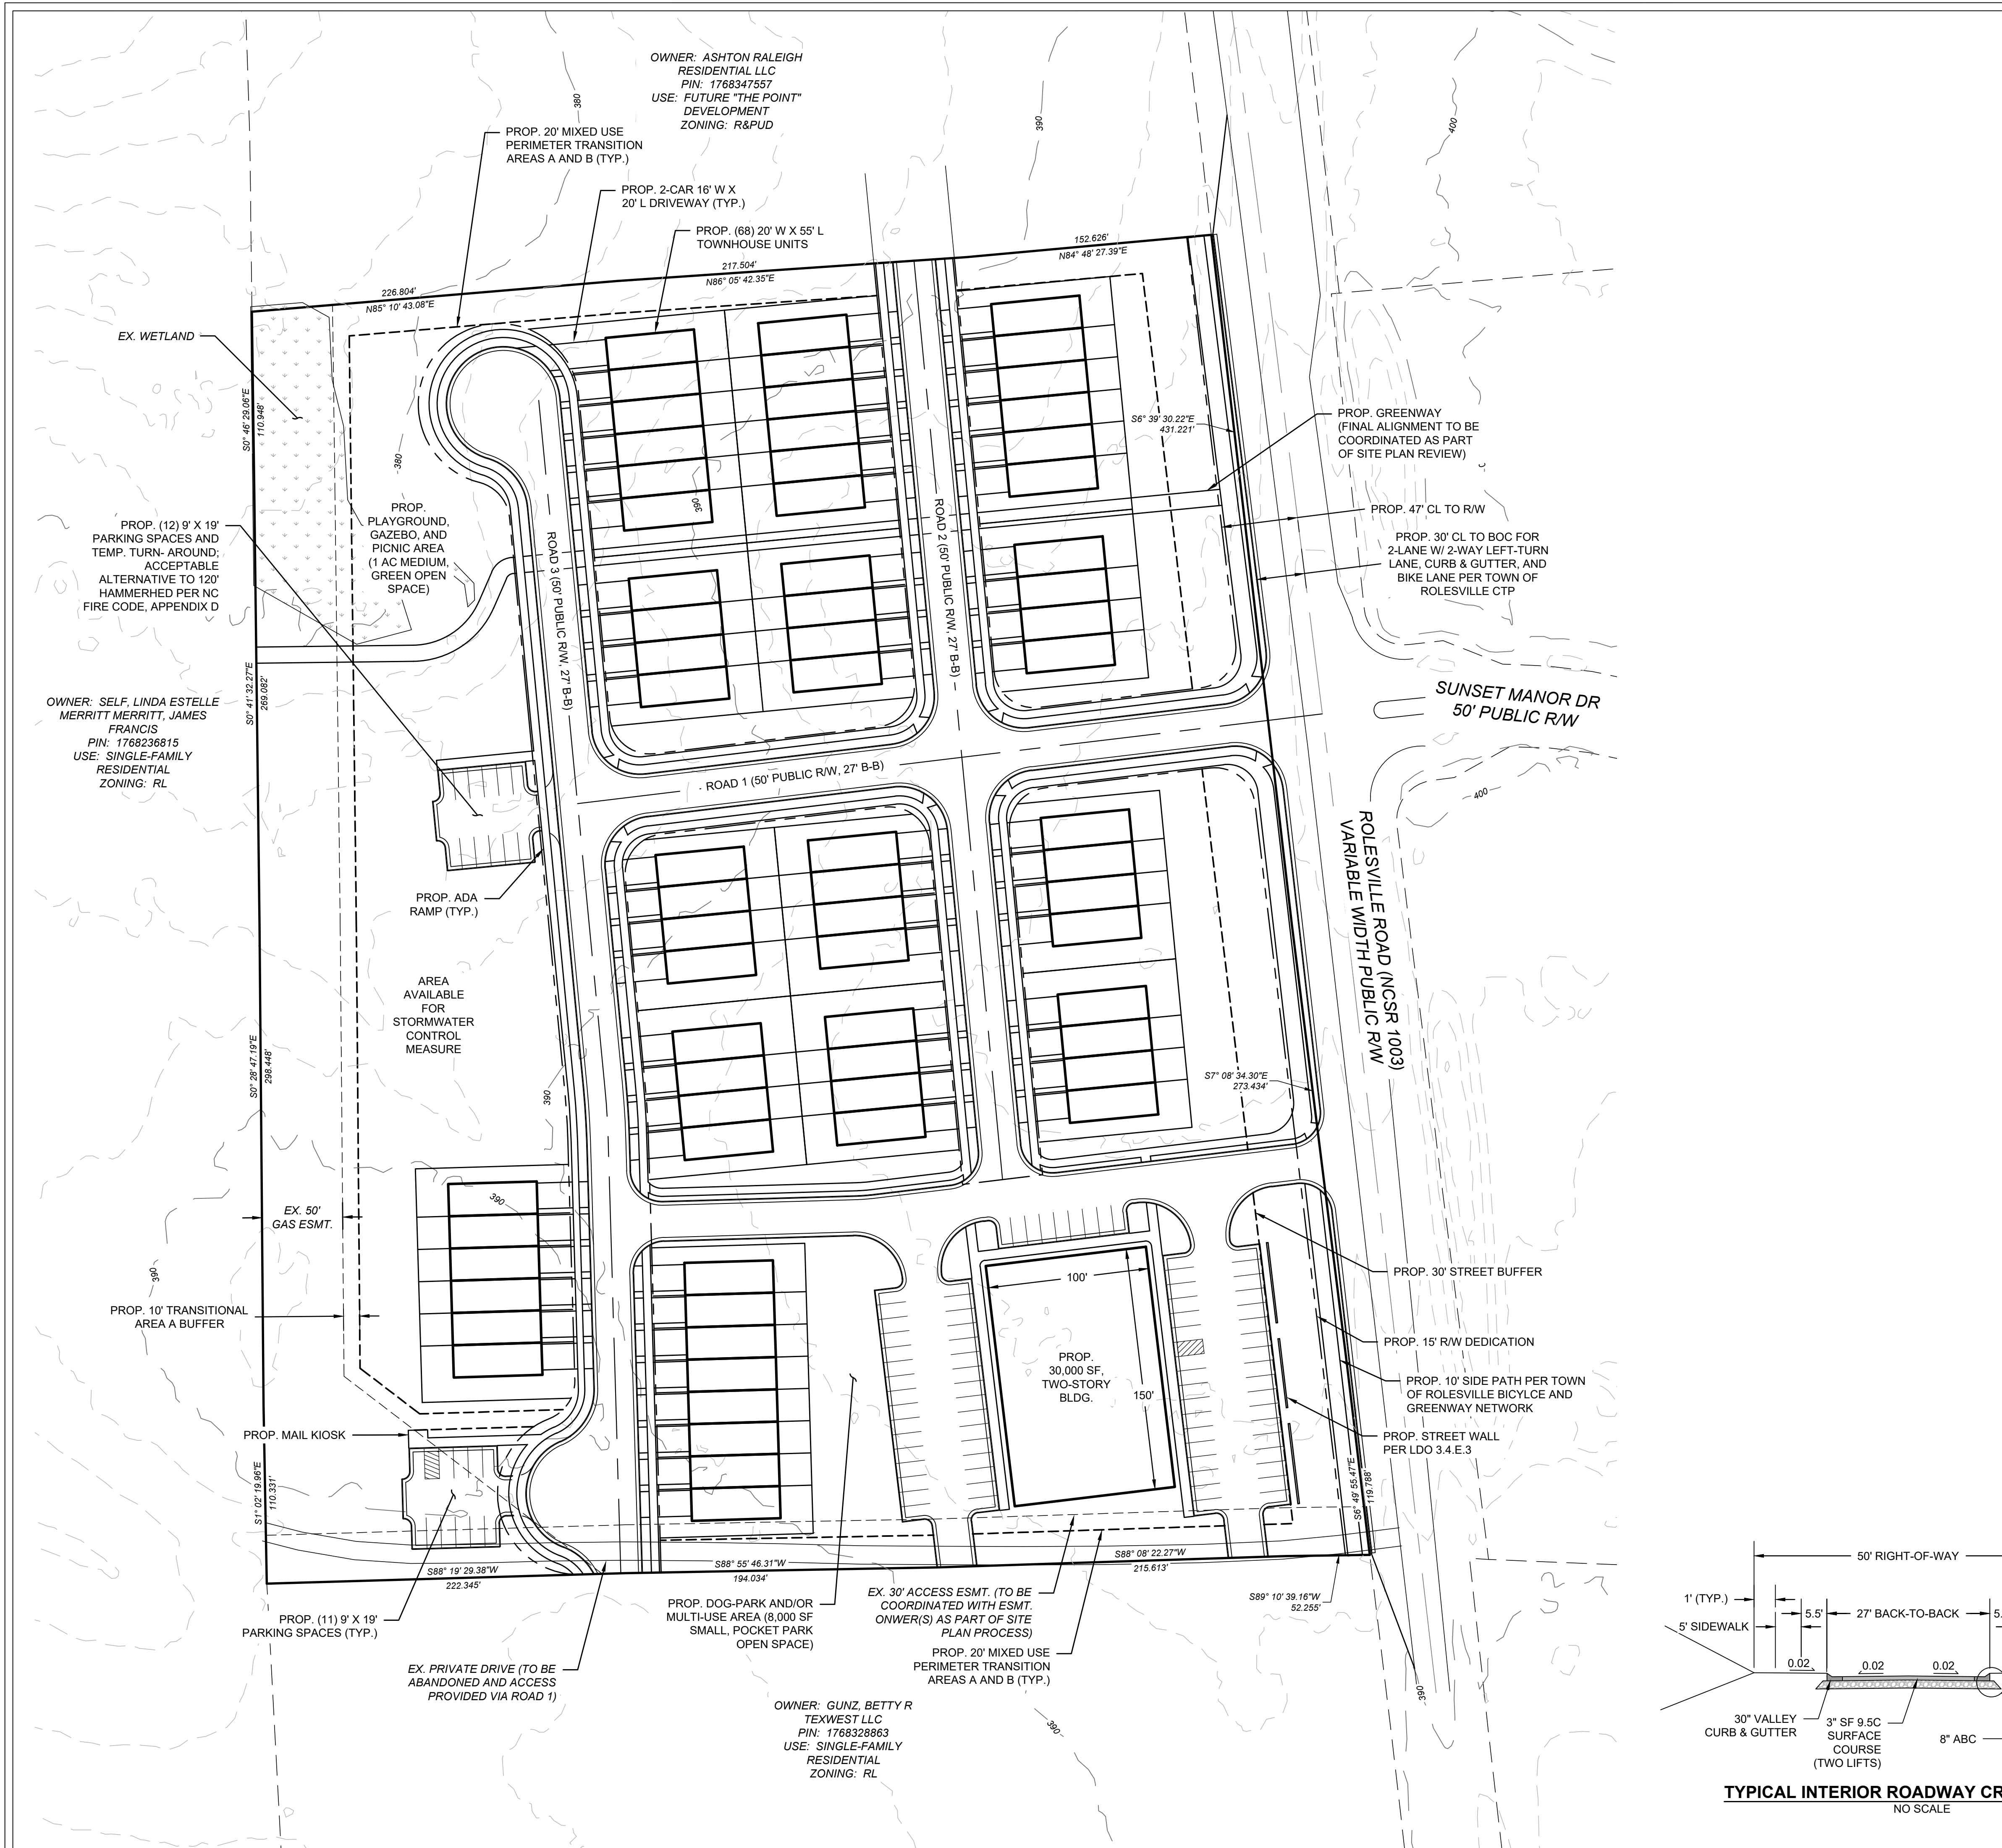 OWNER: ASHTON RALEIGH
RESIDENTIAL LLC
PIN: 1768347557
USE: FUTURE "THE POINT"
DEVELOPMENT
ZONING: R&PUD
380
390
400
PROP. 20' MIXED USE
PERIMETER TRANSITION
AREAS A AND B (TYP.)
PROP. 2-CAR 16' W X
20' L DRIVEWAY (TYP.)
PROP. (68) 20' W X 55' L
TOWNHOUSE UNITS
152.626'
N84° 48' 27.39"E
217.504'
N86° 05' 42.35"E
226.804'
N85° 10' 43.08"E
EX. WETLAND
S0° 46' 29.06"E
110.948'
380
390
S6° 39' 30.22"E
431.221'
PROP. GREENWAY
(FINAL ALIGNMENT TO BE
COORDINATED AS PART
OF SITE PLAN REVIEW)
PROP. 47' CL TO R/W
PROP. 30' CL TO BOC FOR
2-LANE W/ 2-WAY LEFT-TURN
LANE, CURB & GUTTER, AND
BIKE LANE PER TOWN OF
ROLESVILLE CTP
PROP.
PLAYGROUND,
GAZEBO, AND
PICNIC AREA
(1 AC MEDIUM,
GREEN OPEN
SPACE)
PROP. (12) 9' X 19'
PARKING SPACES AND
TEMP. TURN- AROUND;
ACCEPTABLE
ALTERNATIVE TO 120'
HAMMERHED PER NC
FIRE CODE, APPENDIX D
ROAD 3 (50' PUBLIC R/W, 27' B-B)
ROAD 2 (50' PUBLIC R/W, 27' B-B)
S0° 41' 32.27"E
269.082'
OWNER: SELF, LINDA ESTELLE
MERRITT MERRITT, JAMES
FRANCIS
PIN: 1768236815
USE: SINGLE-FAMILY
RESIDENTIAL
ZONING: RL
SUNSET MANOR DR
50' PUBLIC R/W
ROAD 1 (50' PUBLIC R/W, 27' B-B)
400
ROLESVILLE ROAD (NCSR 1003)
VARIABLE WIDTH PUBLIC R/W
PROP. ADA
RAMP (TYP.)
AREA
AVAILABLE
FOR
STORMWATER
CONTROL
MEASURE
S0° 28' 47.19"E
298.448'
390
S7° 08' 34.30"E
273.434'
390
EX. 50'
GAS ESMT.
390
PROP. 10' TRANSITIONAL
AREA A BUFFER
100'
150'
PROP.
30,000 SF,
TWO-STORY
BLDG.
PROP. 30' STREET BUFFER
PROP. 15' R/W DEDICATION
PROP. 10' SIDE PATH PER TOWN
OF ROLESVILLE BICYLCE AND
GREENWAY NETWORK
PROP. STREET WALL
PER LDO 3.4.E.3
PROP. MAIL KIOSK
S1° 02' 19.96"E
110.331'
S6° 49' 55.47"E
119.788'
S88° 19' 29.38"W
222.345'
S88° 55' 46.31"W
194.034'
S88° 08' 22.27"W
215.613'
S89° 10' 39.16"W
52.255'
PROP. (11) 9' X 19'
PARKING SPACES (TYP.)
EX. PRIVATE DRIVE (TO BE
ABANDONED AND ACCESS
PROVIDED VIA ROAD 1)
PROP. DOG-PARK AND/OR
MULTI-USE AREA (8,000 SF
SMALL, POCKET PARK
OPEN SPACE)
EX. 30' ACCESS ESMT. (TO BE
COORDINATED WITH ESMT.
ONWER(S) AS PART OF SITE
PLAN PROCESS)
PROP. 20' MIXED USE
PERIMETER TRANSITION
AREAS A AND B (TYP.)
OWNER: GUNZ, BETTY R
TEXWEST LLC
PIN: 1768328863
USE: SINGLE-FAMILY
RESIDENTIAL
ZONING: RL
390
390
50' RIGHT-OF-WAY
1' (TYP.)
5.5'
27' BACK-TO-BACK
5.
5' SIDEWALK
0.02
0.02
0.02
30" VALLEY
CURB & GUTTER
3" SF 9.5C
SURFACE
COURSE
(TWO LIFTS)
8" ABC
TYPICAL INTERIOR ROADWAY CR
NO SCALE